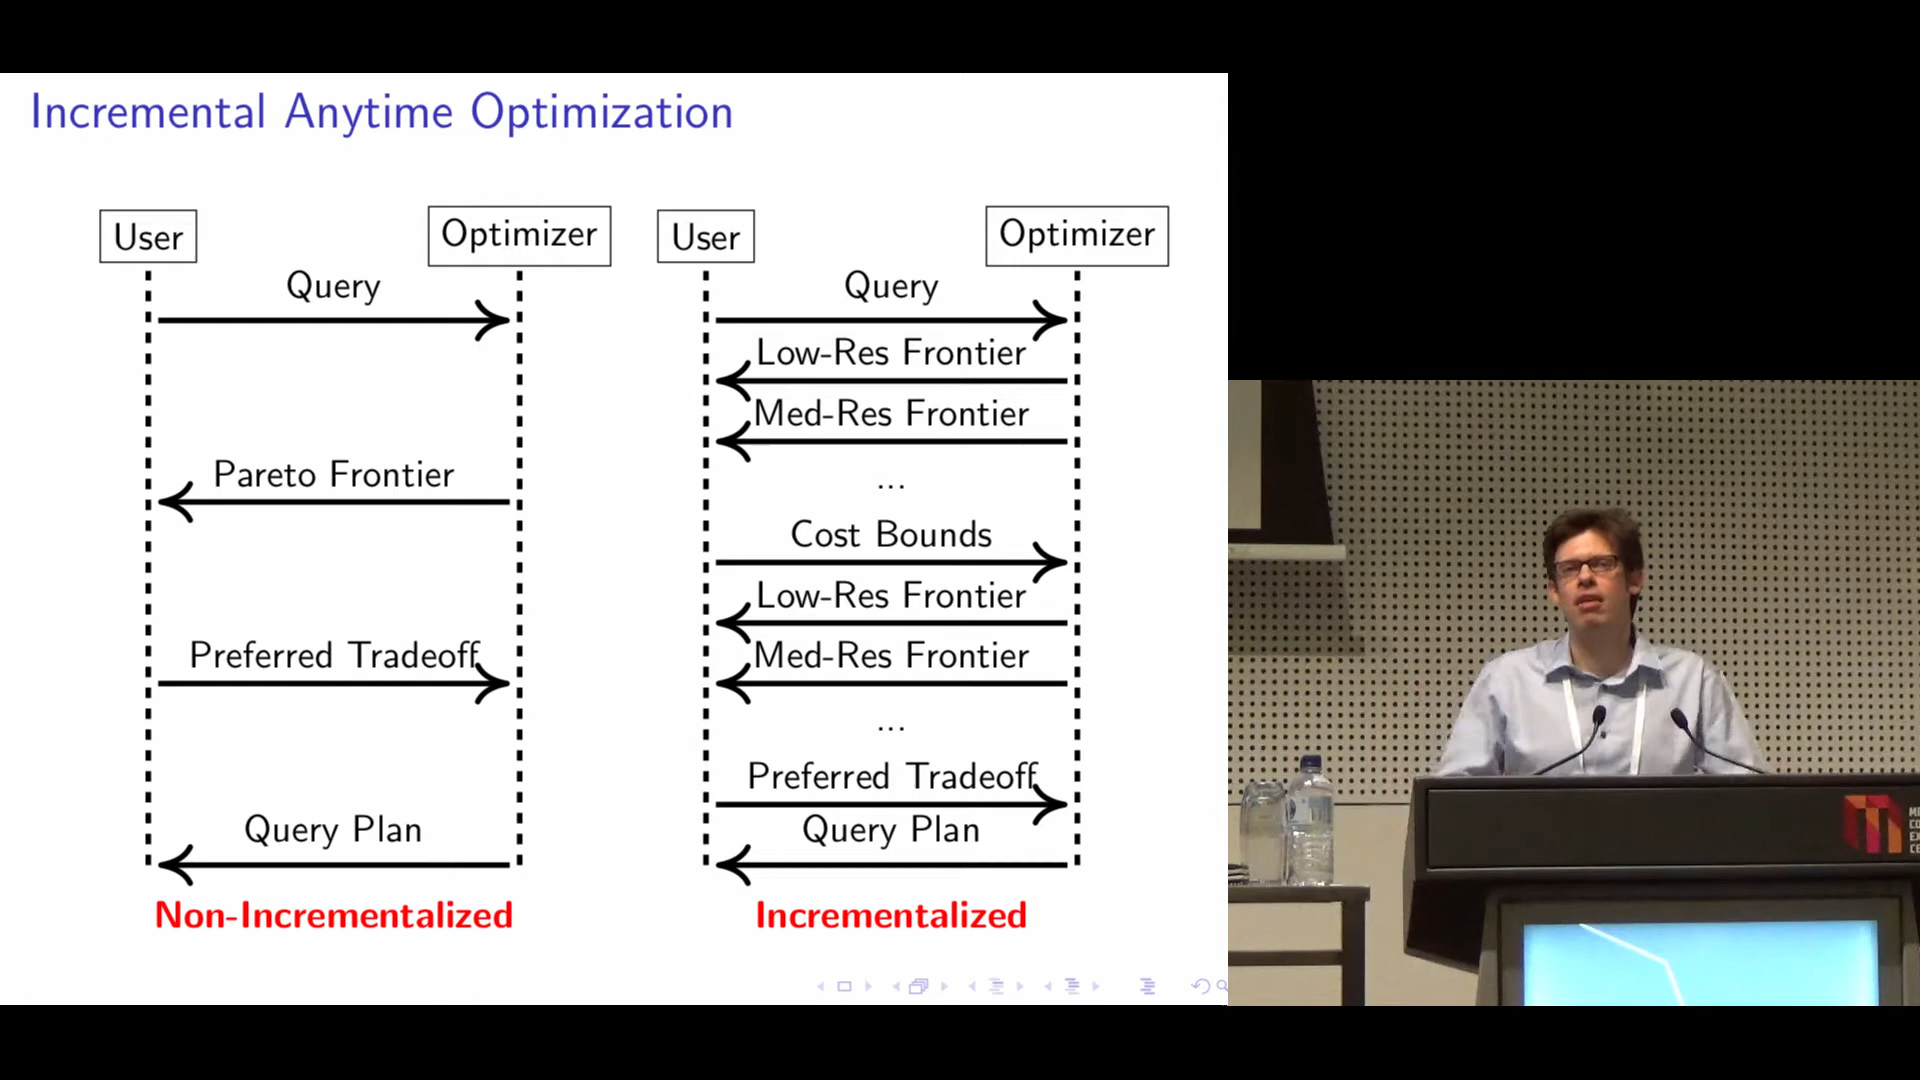 Incremental Anytime Optimization
User
Optimizer
Query
Pareto Frontier
Preferred Tradeoff
Query Plan
Non-Incrementalized
User
Optimizer
Query
Low-Res Frontier
Med-Res Frontier
...
Cost Bounds
Low-Res Frontier
Med-Res Frontier
...
Preferred Tradeoff
Query Plan
Incrementalized